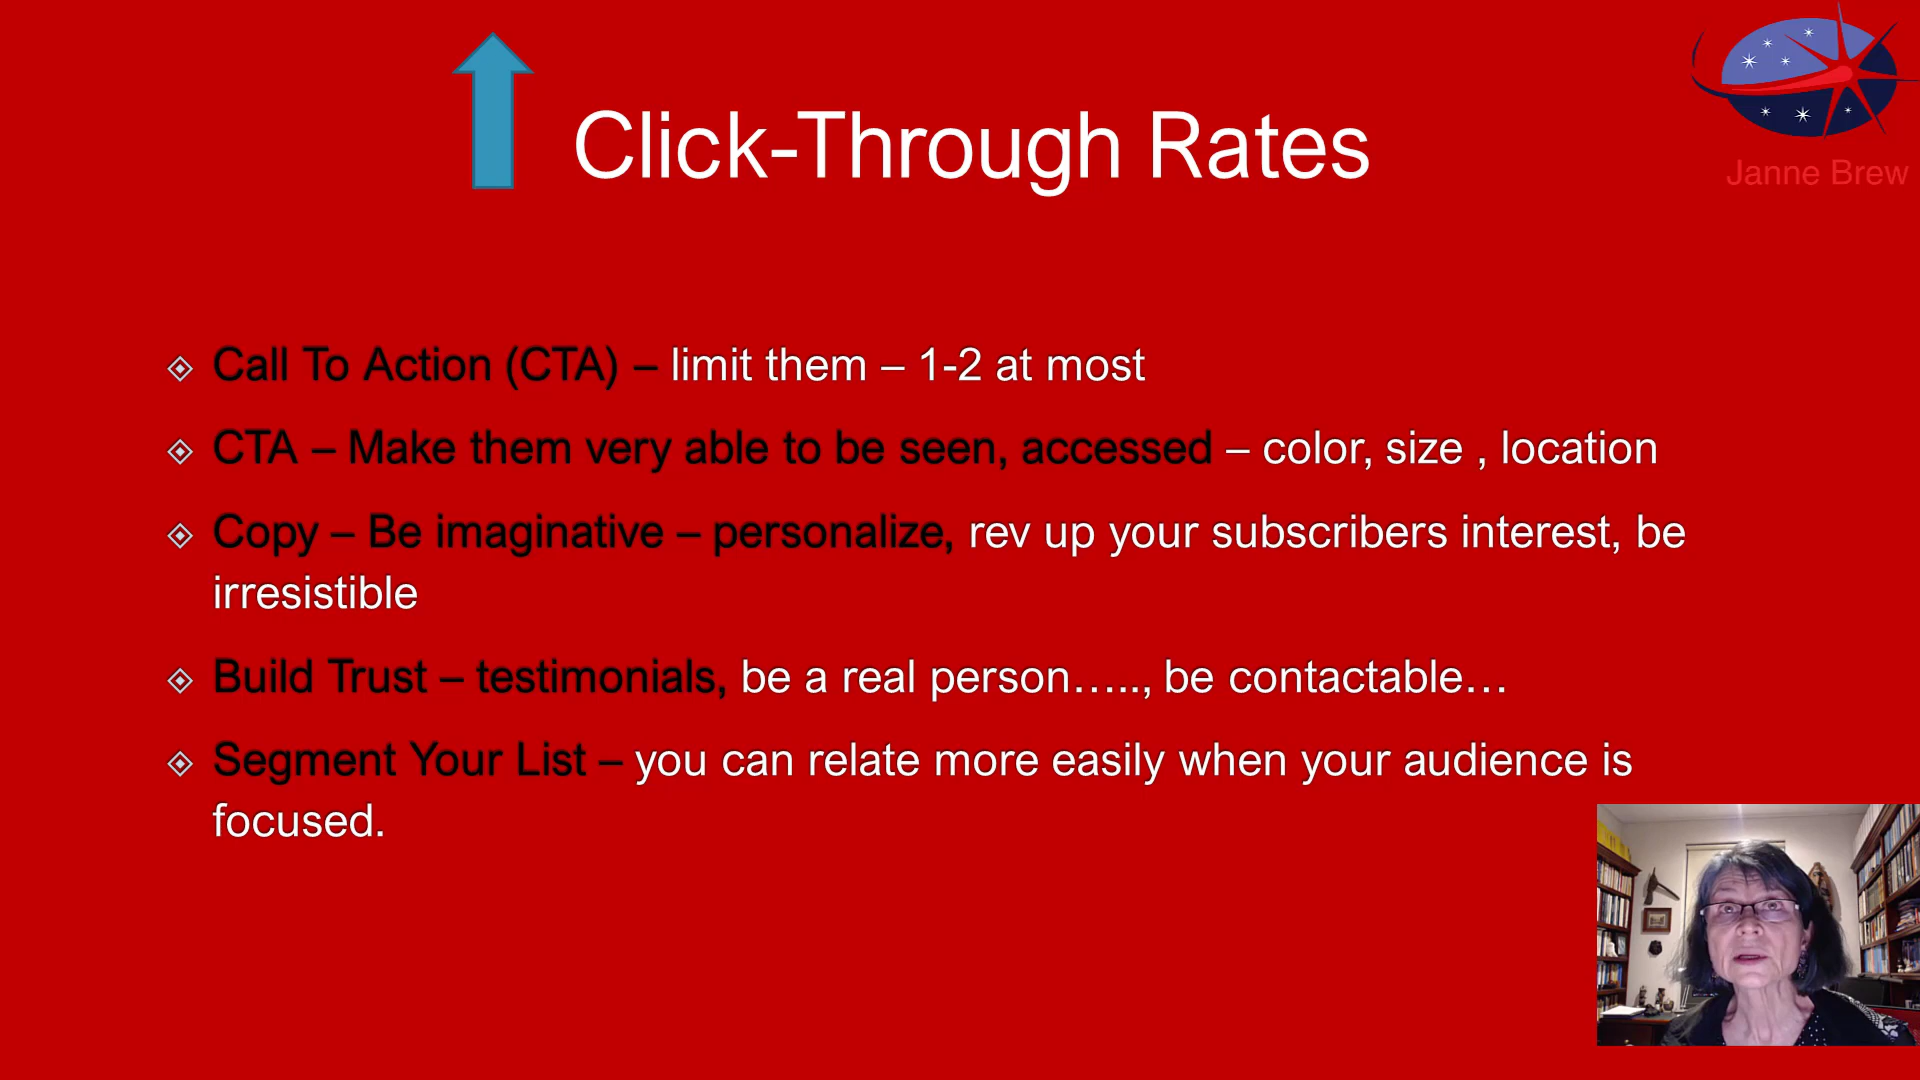 Click-Through Rates
Janne Brew
Call To Action (CTA) – limit them – 1-2 at most
CTA – Make them very able to be seen, accessed – color, size , location
Copy – Be imaginative – personalize, rev up your subscribers interest, be
irresistible
Build Trust – testimonials, be a real person….., be contactable…
Segment Your List – you can relate more easily when your audience is
focused.